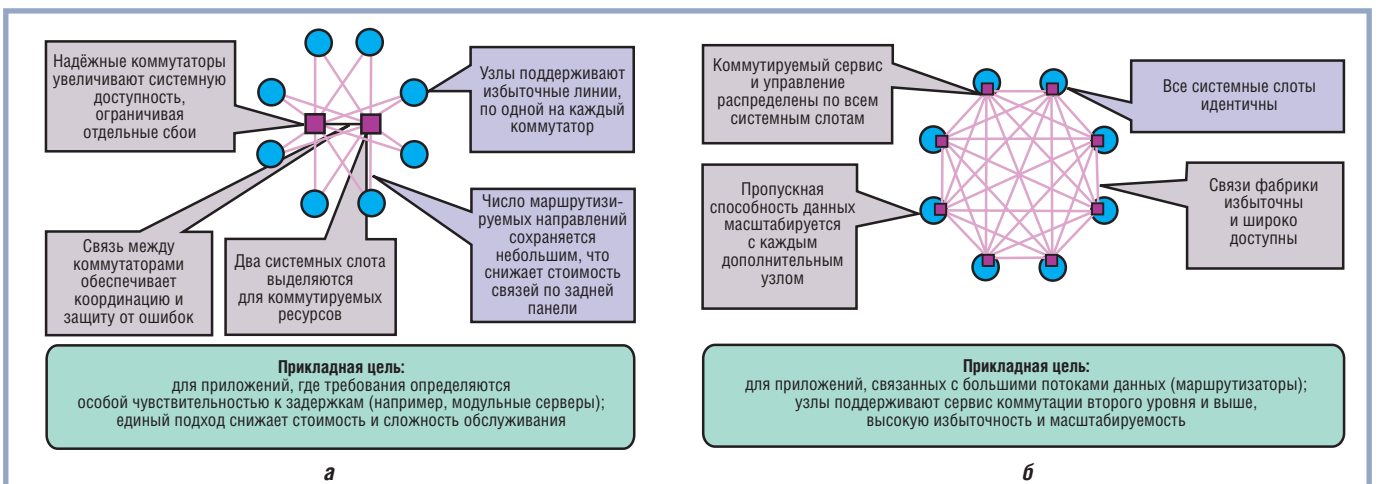 Надёжные коммутаторы
увеличивают системную
доступность,
ограничивая
отдельные сбои
Узлы поддерживают
избыточные линии,
по одной на каждый
коммутатор
Связь между
коммутаторами
обеспечивает
координацию и
защиту от ошибок
Два системных слота
выделяются
для коммутируемых
ресурсов
Число маршрутизи-
руемых направлений
сохраняется
небольшим, что
снижает стоимость
связей по задней
панели
Прикладная цель:
для приложений, где требования определяются
особой чувствительностью к задержкам (например, модульные серверы);
единый подход снижает стоимость и сложность обслуживания
а
Коммутируемый сервис
и управление
распределены по всем
системным слотам
Все системные слоты
идентичны
Пропускная
способность данных
масштабируется
с каждым
дополнительным
узлом
Связи фабрики
избыточны
и широко
доступны
Прикладная цель:
для приложений, связанных с большими потоками данных (маршрутизаторы);
узлы поддерживают сервис коммутации второго уровня и выше,
высокую избыточность и масштабируемость
б